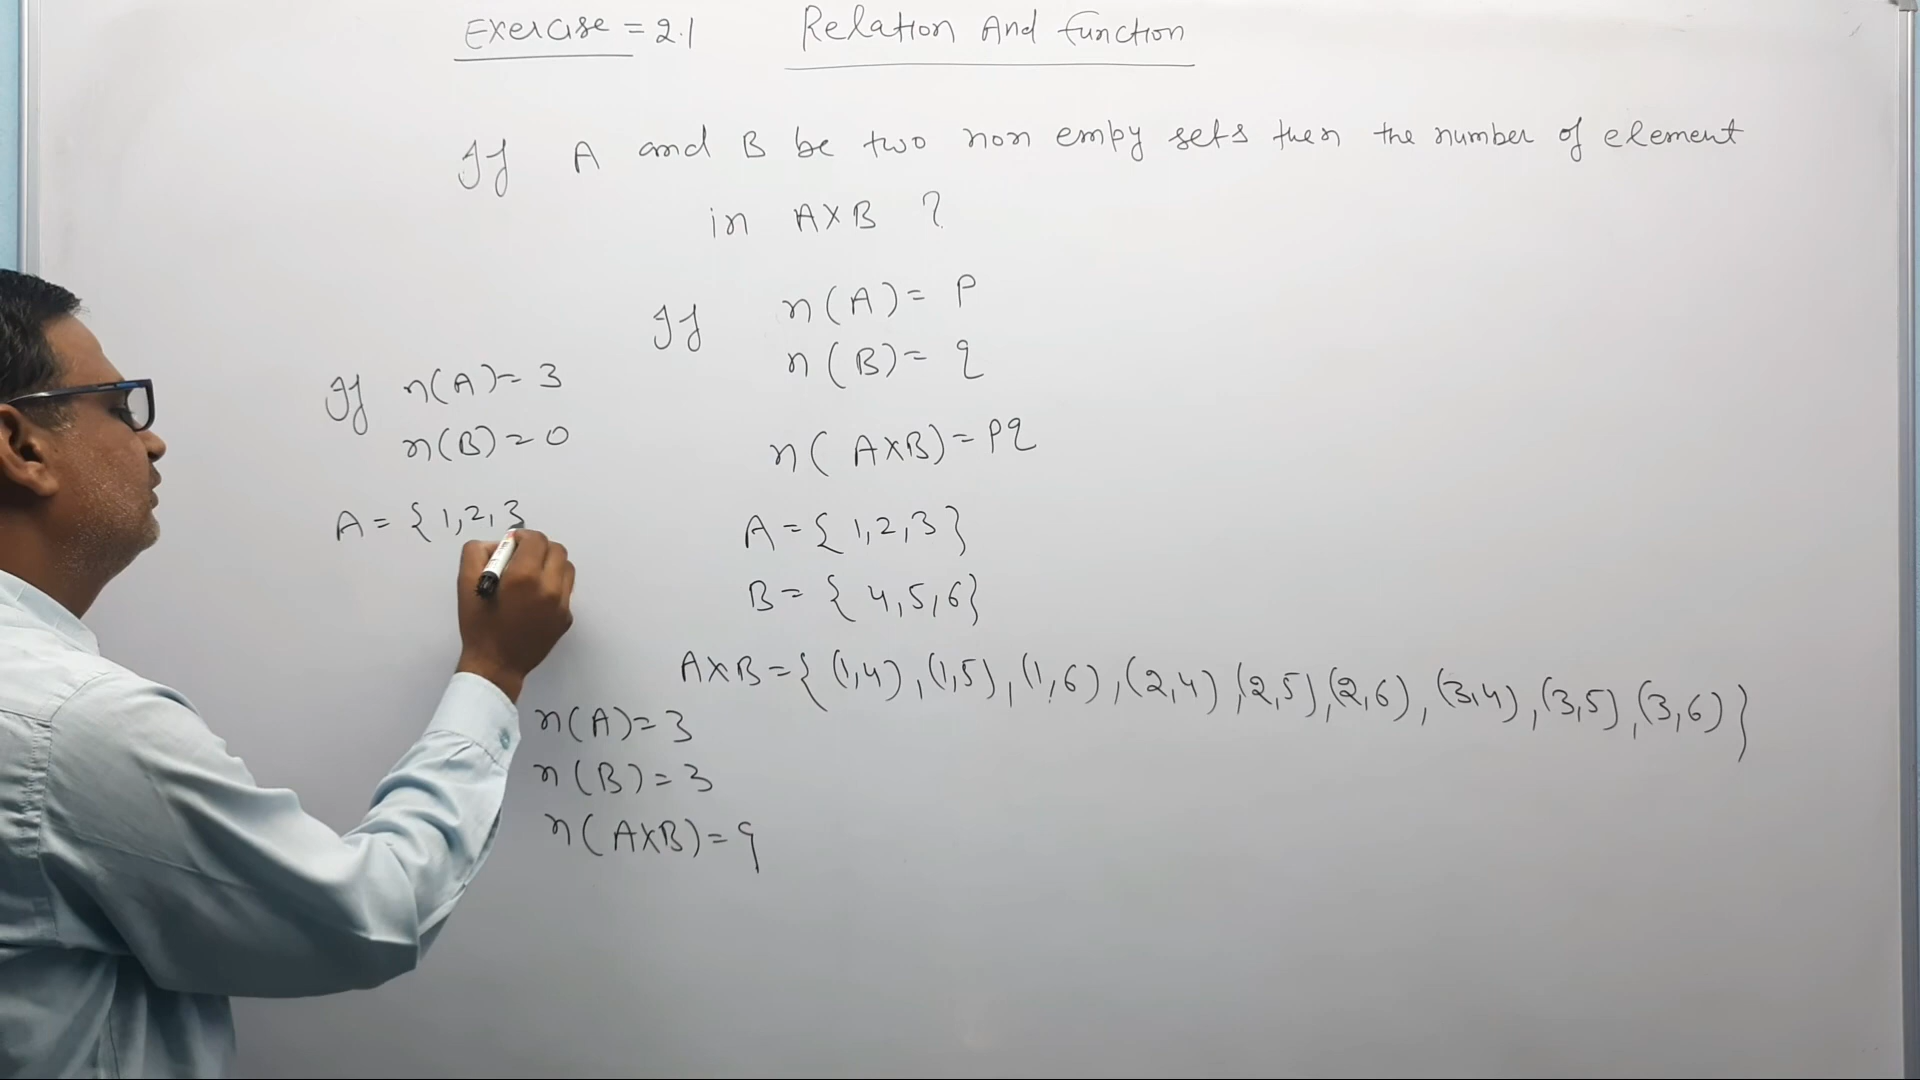 Exercise = 2.1 Relation And function
If A and B be two non empy sets then the number of element
in A×B ?
If n(A)= P
n(B)= q
n(A×B)=Pq
If n(A)= 3
n(B)=0
A={1,2,3
A={1,2,3}
B={4,5,6}
A×B={(1,4),(1,5),(1,6),(2,4),(2,5),(2,6),(3,4),(3,5),(3,6)}
n(A)=3
n(B)=3
n(A×B)=9